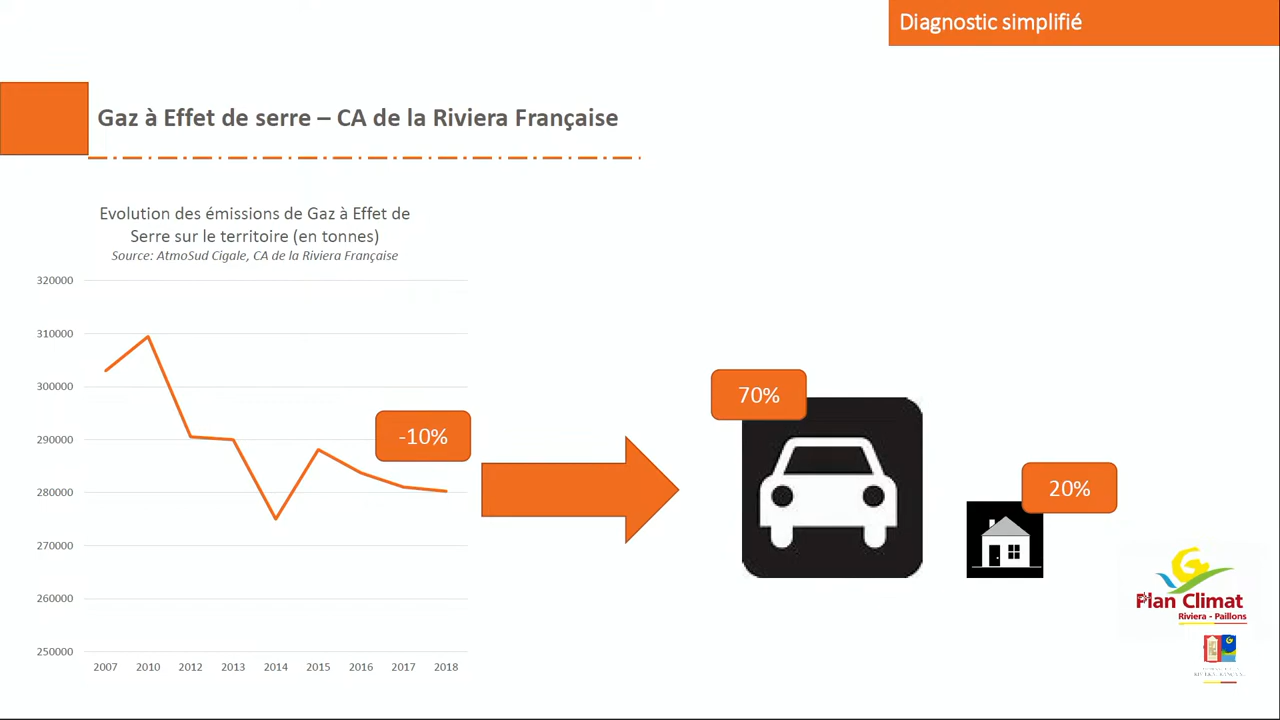 Diagnostic simplifié
Gaz à Effet de serre – CA de la Riviera Française
Evolution des émissions de Gaz à Effet de
Serre sur le territoire (en tonnes)
Source: AtmoSud Cigale, CA de la Riviera Française
320000
310000
300000
290000
280000
270000
260000
250000
2007 2010 2012 2013 2014 2015 2016 2017 2018
-10%
70%
20%
Plan Climat
Riviera - Paillons